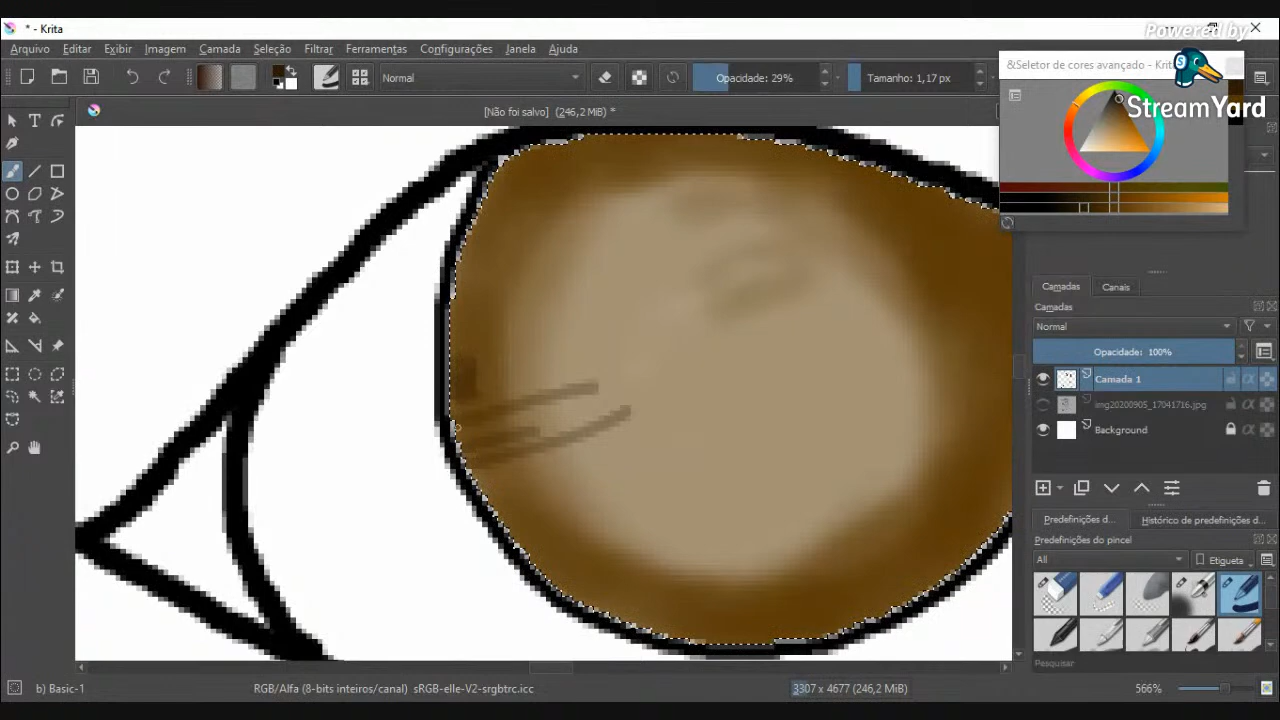 * - Krita
Powered by
StreamYard
Arquivo Editar Exibir Imagem Camada Seleção Filtrar Ferramentas Configurações Janela Ajuda
Normal
Opacidade: 29%
Tamanho: 1,17 px
&Seletor de cores avançado - Krita
[Não foi salvo] (246,2 MiB) *
Camadas Canais
Camadas
Normal
Opacidade: 100%
Camada 1
img20200905_17041716.jpg
Background
Predefinições d... Histórico de predefinições d...
Predefinições do pincel
All
Etiqueta
Pesquisar
b) Basic-1
RGB/Alfa (8-bits inteiros/canal) sRGB-elle-V2-srgbtrc.icc
3307 x 4677 (246,2 MiB)
566%